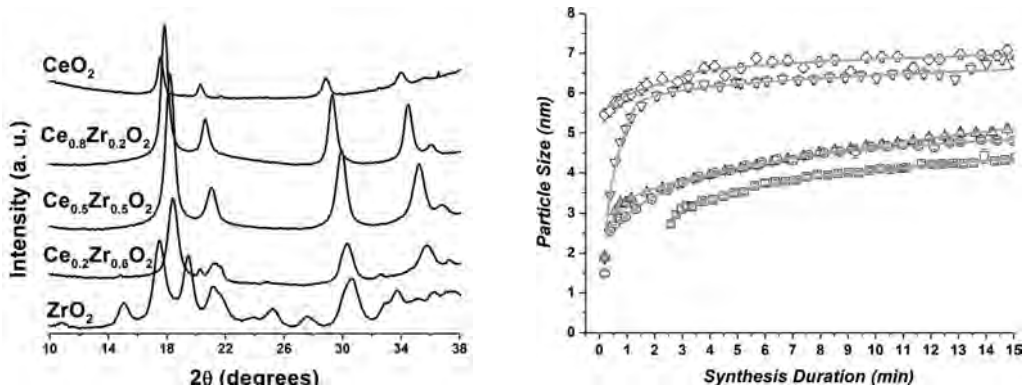 Intensity (a. u.)
CeO₂
Ce₀.₈Zr₀.₂O₂
Ce₀.₅Zr₀.₅O₂
Ce₀.₂Zr₀.₆O₂
ZrO₂
10 14 18 22 26 30 34 38
2θ (degrees)
Particle Size (nm)
8
7
6
5
4
3
2
1
0
0 1 2 3 4 5 6 7 8 9 10 11 12 13 14 15
Synthesis Duration (min)